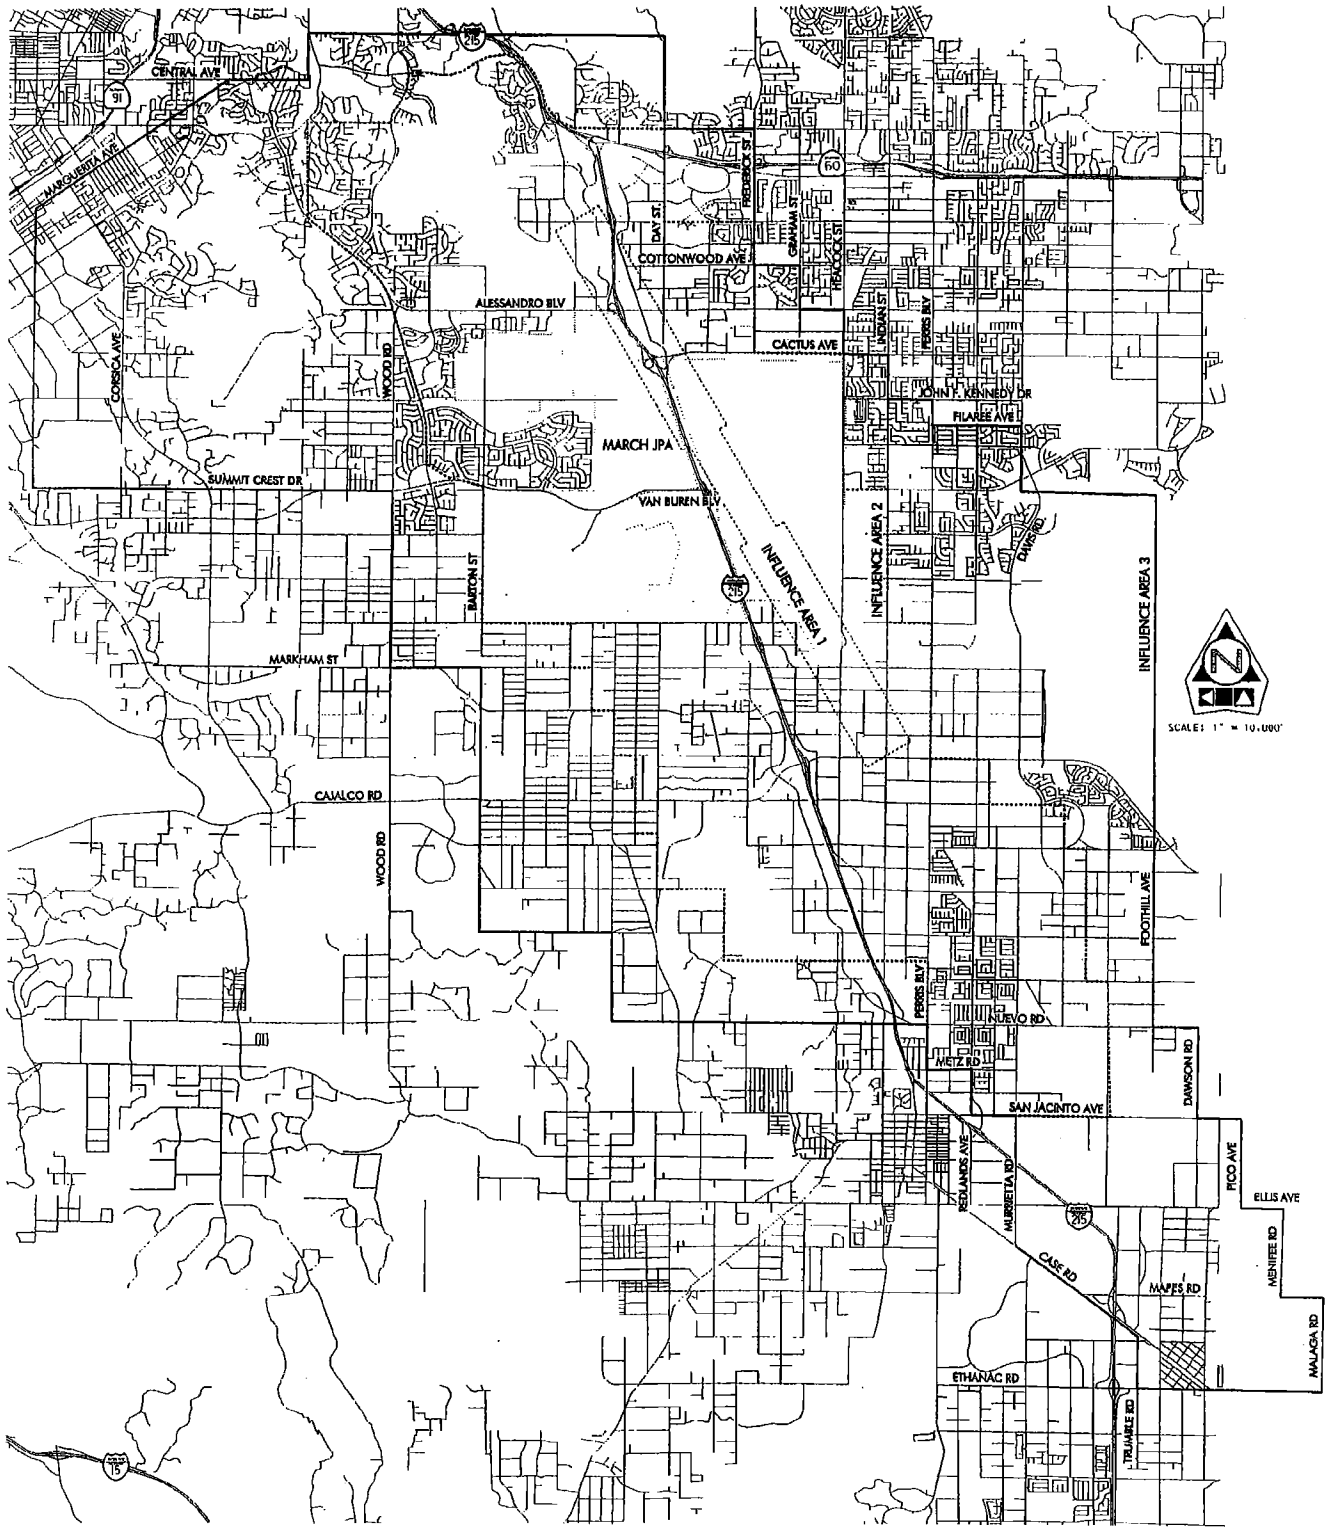 215
CENTRAL AVE
91
MARGUERITA AVE
FREDERICK ST
60
DAY ST.
GRAHAM ST
HEACOCK ST
COTTONWOOD AVE
ALESSANDRO BLV
INDIAN ST
PERRIS BLV
CACTUS AVE
CORSICA AVE
WOOD RD
JOHN F. KENNEDY DR
FILAREE AVE
MARCH JPA
SUMMIT CREST DR
VAN BUREN BLV
INFLUENCE AREA 2
DAVIS RD.
BARTON ST
215
INFLUENCE AREA 1
INFLUENCE AREA 3
N
MARKHAM ST
SCALE: 1" = 10,000'
CAJALCO RD
WOOD RD
FOOTHILL AVE
PERRIS BLV
NUEVO RD
METZ RD
DAWSON RD
SAN JACINTO AVE
REDLANDS AVE
MURRIETTA RD
PICO AVE
ELLIS AVE
215
CASE RD
MENIFEE RD
MAPES RD
MALAGA RD
ETHANAC RD
TRUMBLE RD
15